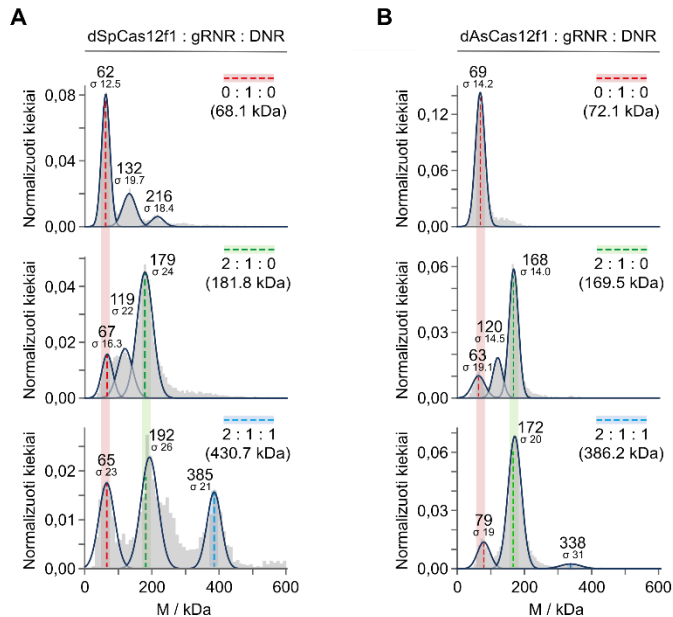 A
dSpCas12f1 : gRNR : DNR
Normalizuoti kiekiai
0,08
0,04
0,00
62
σ 12.5
132
σ 19.7
216
σ 18.4
0 : 1 : 0
(68.1 kDa)
Normalizuoti kiekiai
0,04
0,02
0,00
67
σ 16.3
119
σ 22
179
σ 24
2 : 1 : 0
(181.8 kDa)
Normalizuoti kiekiai
0,02
0,01
0,00
65
σ 23
192
σ 26
385
σ 21
2 : 1 : 1
(430.7 kDa)
0 200 400 600
M / kDa
B
dAsCas12f1 : gRNR : DNR
Normalizuoti kiekiai
0,12
0,06
0,00
69
σ 14.2
0 : 1 : 0
(72.1 kDa)
Normalizuoti kiekiai
0,06
0,03
0,00
63
σ 19.1
120
σ 14.5
168
σ 14.0
2 : 1 : 0
(169.5 kDa)
Normalizuoti kiekiai
0,06
0,03
0,00
79
σ 19
172
σ 20
338
σ 31
2 : 1 : 1
(386.2 kDa)
0 200 400 600
M / kDa